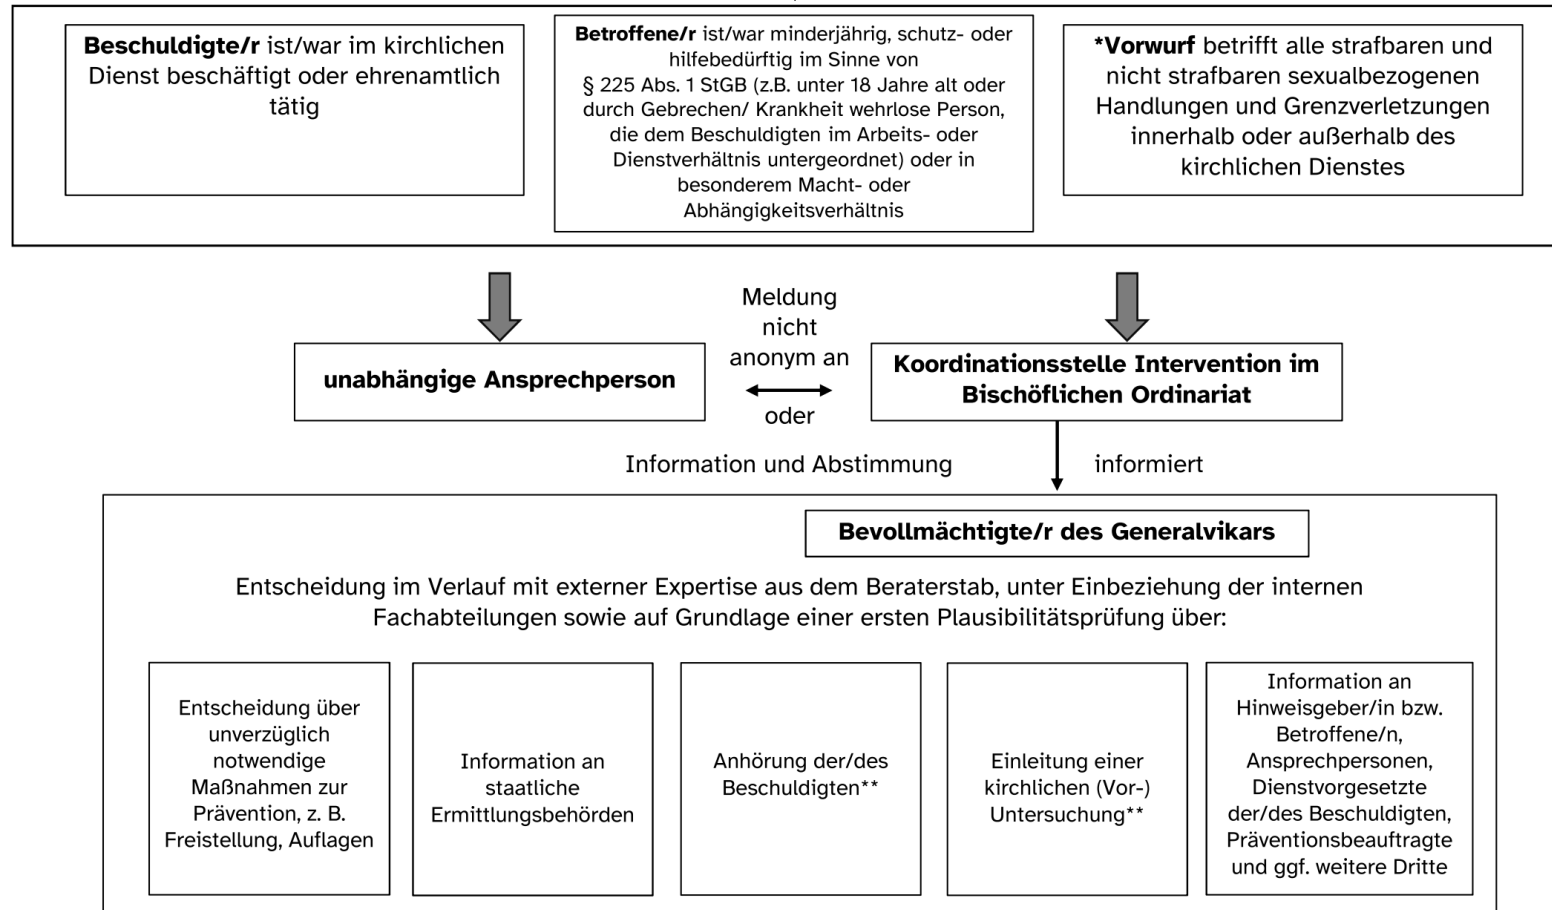 Beschuldigte/r ist/war im kirchlichen
Dienst beschäftigt oder ehrenamtlich
tätig
Betroffene/r ist/war minderjährig, schutz- oder
hilfebedürftig im Sinne von
§ 225 Abs. 1 StGB (z.B. unter 18 Jahre alt oder
durch Gebrechen/ Krankheit wehrlose Person,
die dem Beschuldigten im Arbeits- oder
Dienstverhältnis untergeordnet) oder in
besonderem Macht- oder
Abhängigkeitsverhältnis
*Vorwurf betrifft alle strafbaren und
nicht strafbaren sexualbezogenen
Handlungen und Grenzverletzungen
innerhalb oder außerhalb des
kirchlichen Dienstes
unabhängige Ansprechperson
Meldung
nicht
anonym an
oder
Koordinationsstelle Intervention im
Bischöflichen Ordinariat
Information und Abstimmung
informiert
Bevollmächtigte/r des Generalvikars
Entscheidung im Verlauf mit externer Expertise aus dem Beraterstab, unter Einbeziehung der internen
Fachabteilungen sowie auf Grundlage einer ersten Plausibilitätsprüfung über:
Entscheidung über
unverzüglich
notwendige
Maßnahmen zur
Prävention, z. B.
Freistellung, Auflagen
Information an
staatliche
Ermittlungsbehörden
Anhörung der/des
Beschuldigten**
Einleitung einer
kirchlichen (Vor-)
Untersuchung**
Information an
Hinweisgeber/in bzw.
Betroffene/n,
Ansprechpersonen,
Dienstvorgesetzte
der/des Beschuldigten,
Präventionsbeauftragte
und ggf. weitere Dritte